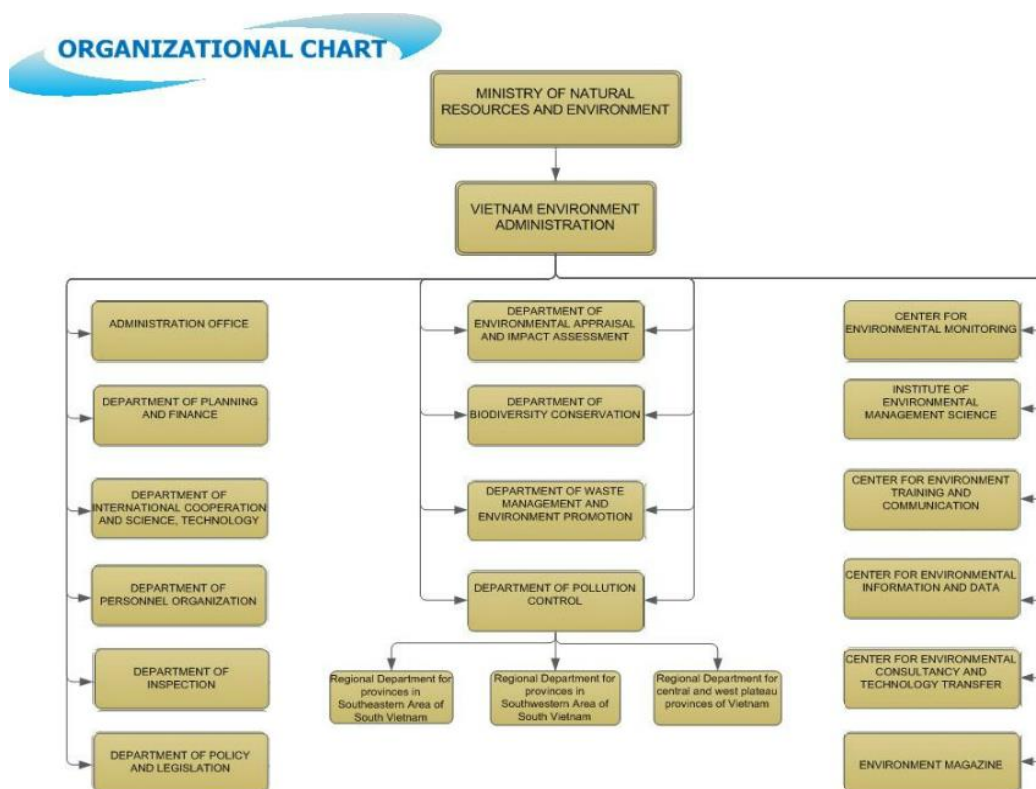 ORGANIZATIONAL CHART
MINISTRY OF NATURAL
RESOURCES AND ENVIRONMENT
VIETNAM ENVIRONMENT
ADMINISTRATION
ADMINISTRATION OFFICE
DEPARTMENT OF PLANNING
AND FINANCE
DEPARTMENT OF
INTERNATIONAL COOPERATION
AND SCIENCE, TECHNOLOGY
DEPARTMENT OF
PERSONNEL ORGANIZATION
DEPARTMENT OF
INSPECTION
DEPARTMENT OF POLICY
AND LEGISLATION
DEPARTMENT OF
ENVIRONMENTAL APPRAISAL
AND IMPACT ASSESSMENT
DEPARTMENT OF
BIODIVERSITY CONSERVATION
DEPARTMENT OF WASTE
MANAGEMENT AND
ENVIRONMENT PROMOTION
DEPARTMENT OF POLLUTION
CONTROL
Regional Department for
provinces in
Southeastern Area of
South Vietnam
Regional Department for
provinces in
Southwestern Area of
South Vietnam
Regional Department for
central and west plateau
provinces of Vietnam
CENTER FOR
ENVIRONMENTAL MONITORING
INSTITUTE OF
ENVIRONMENTAL
MANAGEMENT SCIENCE
CENTER FOR ENVIRONMENT
TRAINING AND
COMMUNICATION
CENTER FOR ENVIRONMENTAL
INFORMATION AND DATA
CENTER FOR ENVIRONMENTAL
CONSULTANCY AND
TECHNOLOGY TRANSFER
ENVIRONMENT MAGAZINE